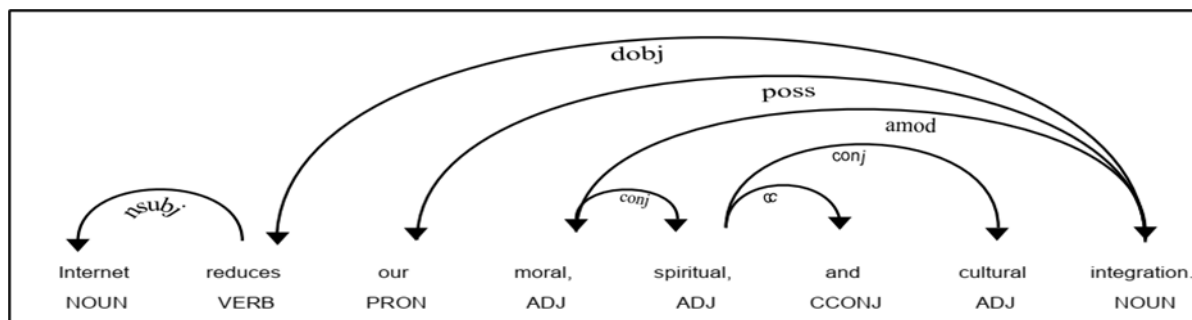 dobj
poss
amod
conj
nsubj conj cc
Internet reduces our moral, spiritual, and cultural integration.
NOUN VERB PRON ADJ ADJ CCONJ ADJ NOUN